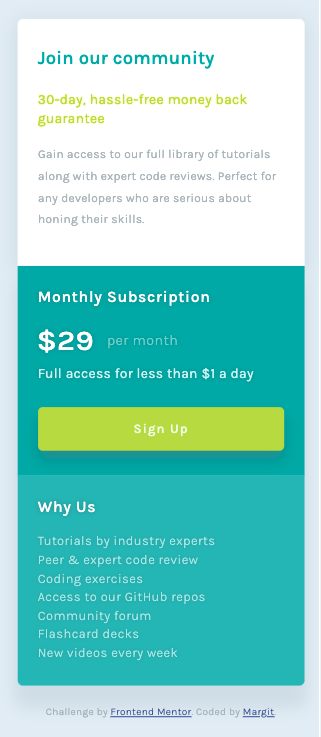 Join our community
30-day, hassle-free money back
guarantee
Gain access to our full library of tutorials
along with expert code reviews. Perfect for
any developers who are serious about
honing their skills.
Monthly Subscription
$29 per month
Full access for less than $1 a day
Sign Up
Why Us
Tutorials by industry experts
Peer & expert code review
Coding exercises
Access to our GitHub repos
Community forum
Flashcard decks
New videos every week
Challenge by Frontend Mentor. Coded by Margit.